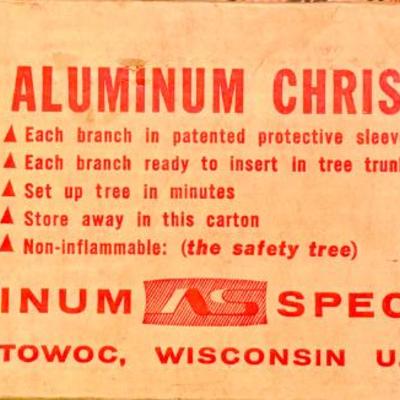 ALUMINUM CHRIS
▲ Each branch in patented protective sleeve
▲ Each branch ready to insert in tree trunk
▲ Set up tree in minutes
▲ Store away in this carton
▲ Non-inflammable: (the safety tree)
INUM AS SPEC
TOWOC, WISCONSIN U.